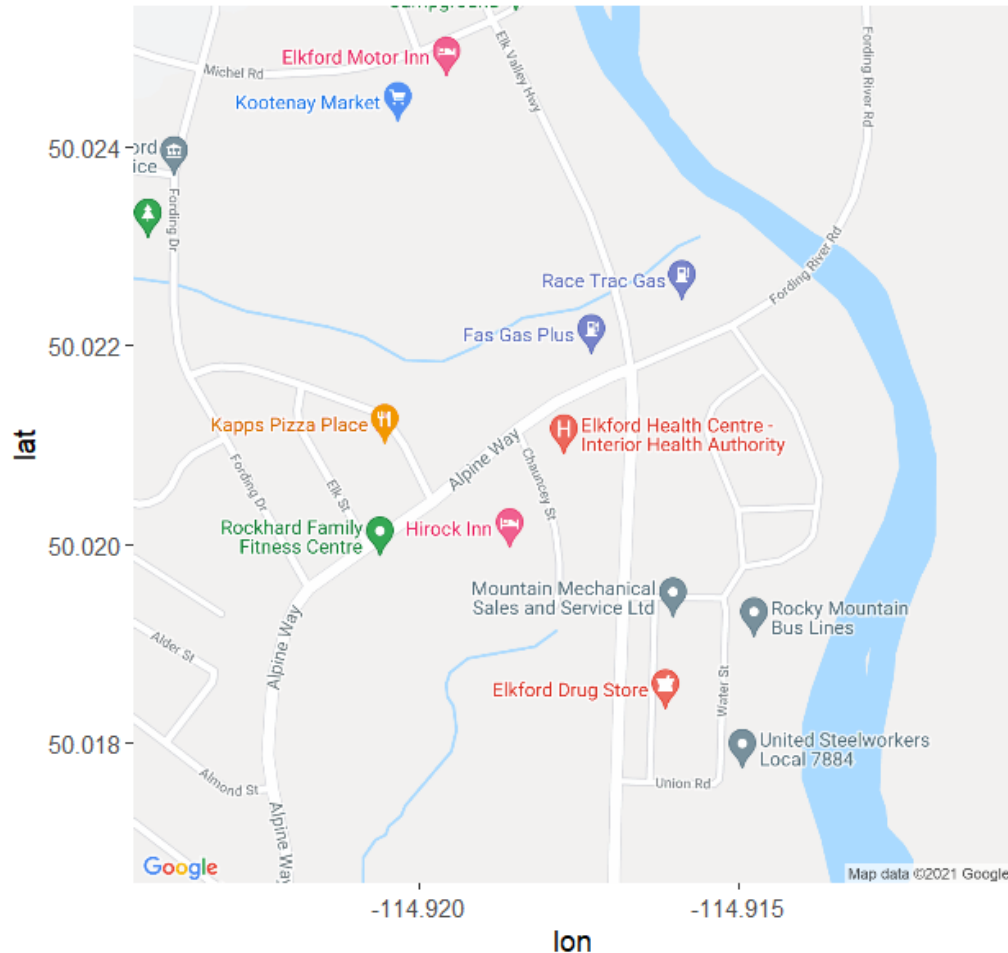 Campground
Elkford Motor Inn
Elk Valley Hwy
Fording River Rd
Michel Rd
Kootenay Market
50.024
ord
ice
Fording Dr
Fording River Rd
Race Trac Gas
Fas Gas Plus
50.022
Kapps Pizza Place
Elkford Health Centre -
Interior Health Authority
Alpine Way
Chauncey St
lat
Fording Dr
Elk St
Rockhard Family
Fitness Centre
Hirock Inn
50.020
Mountain Mechanical
Sales and Service Ltd
Rocky Mountain
Bus Lines
Alpine Way
Alder St
Elkford Drug Store
Water St
50.018
United Steelworkers
Local 7884
Almond St
Union Rd
Alpine Way
Google
Map data ©2021 Google
-114.920
-114.915
lon